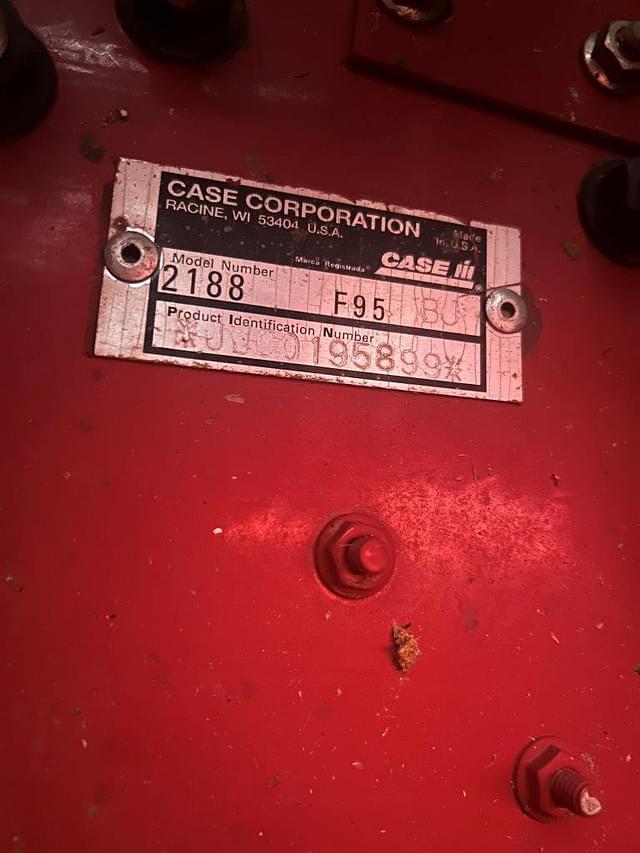 CASE CORPORATION
RACINE, WI 53404 U.S.A.
Made
in U.S.A.
Marca Registrada
CASE III
®
Model Number
2188 F95 BJ
Product Identification Number
*JJC0195899*